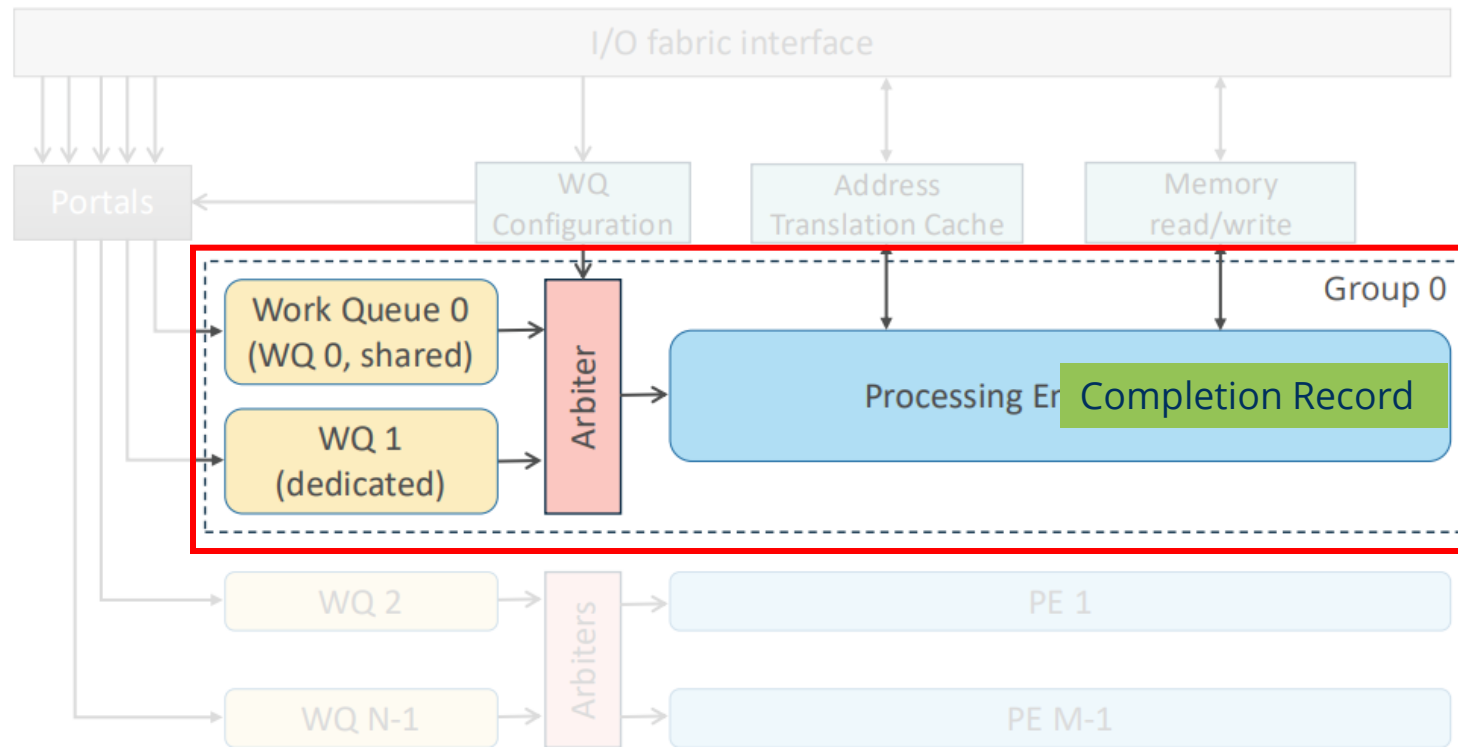 I/O fabric interface
Portals
WQ
Configuration
Address
Translation Cache
Memory
read/write
Group 0
Work Queue 0
(WQ 0, shared)
Arbiter
Processing
Completion Record
WQ 1
(dedicated)
WQ 2
Arbiters
PE 1
WQ N-1
PE M-1